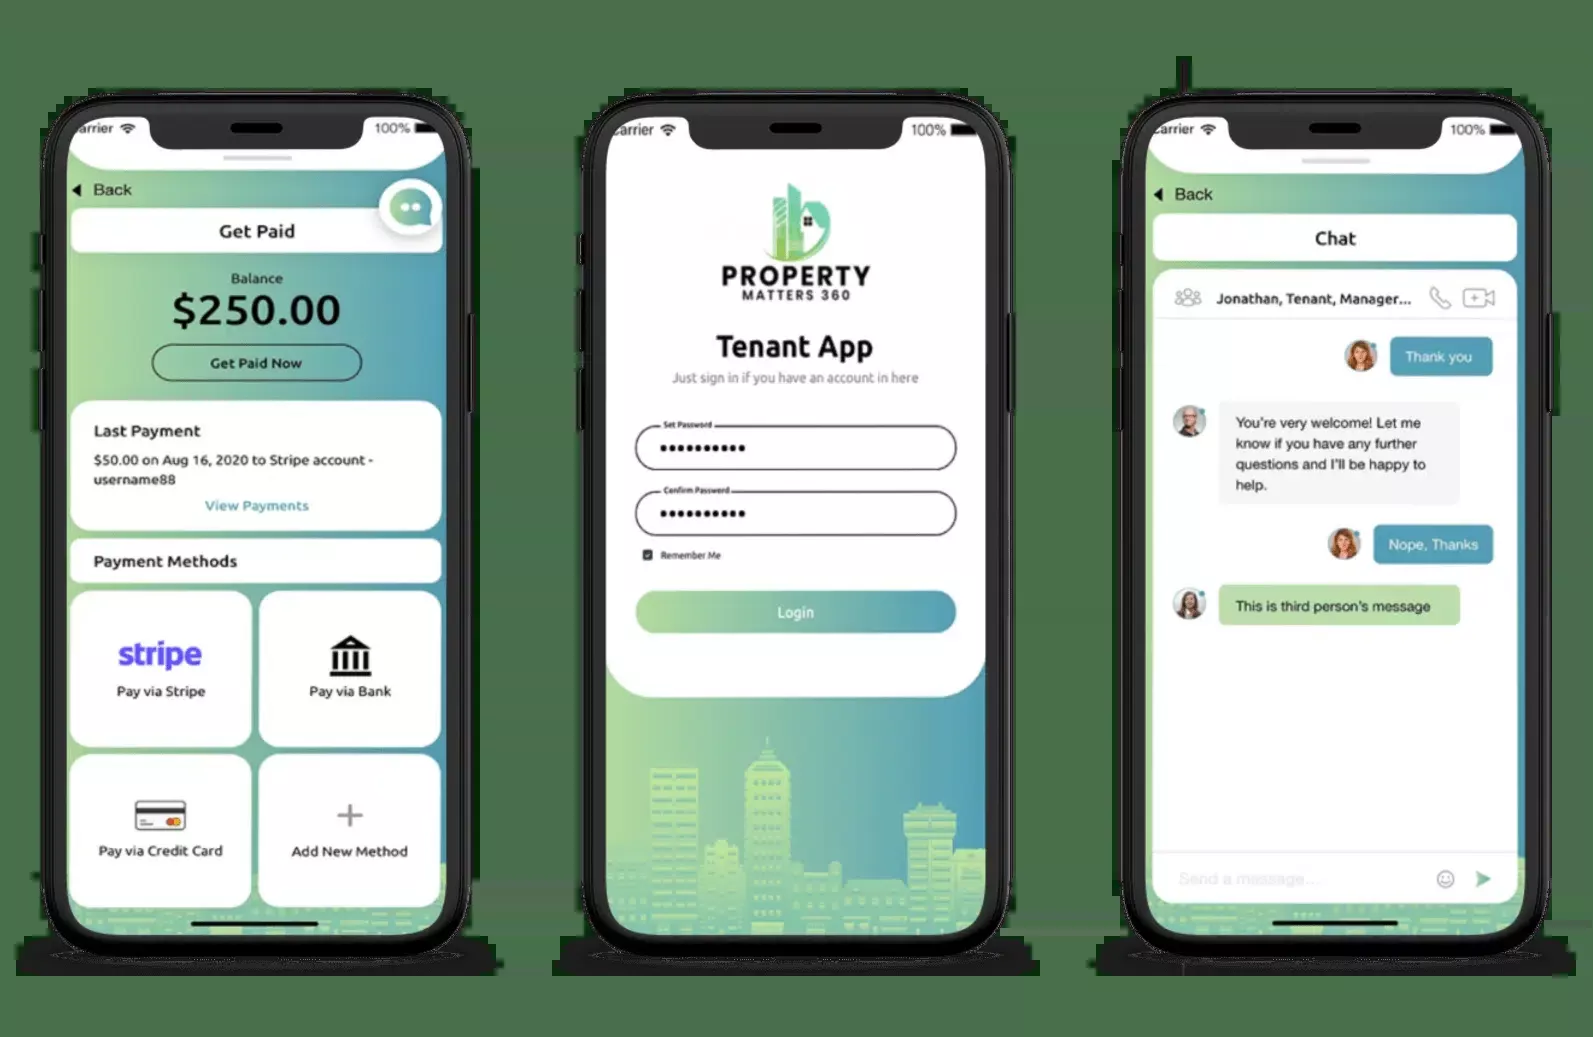 Carrier
100%
Back
Get Paid
Balance
$250.00
Get Paid Now
Last Payment
$50.00 on Aug 16, 2020 to Stripe account -
username88
View Payments
Payment Methods
stripe
Pay via Stripe
Pay via Bank
Pay via Credit Card
Add New Method
Carrier
100%
PROPERTY
MATTERS 360
Tenant App
Just sign in if you have an account in here
Set Password
Confirm Password
Remember Me
Login
Carrier
100%
Back
Chat
Jonathan, Tenant, Manager...
Thank you
You're very welcome! Let me
know if you have any further
questions and I'll be happy to
help.
Nope, Thanks
This is third person's message
Send a message...